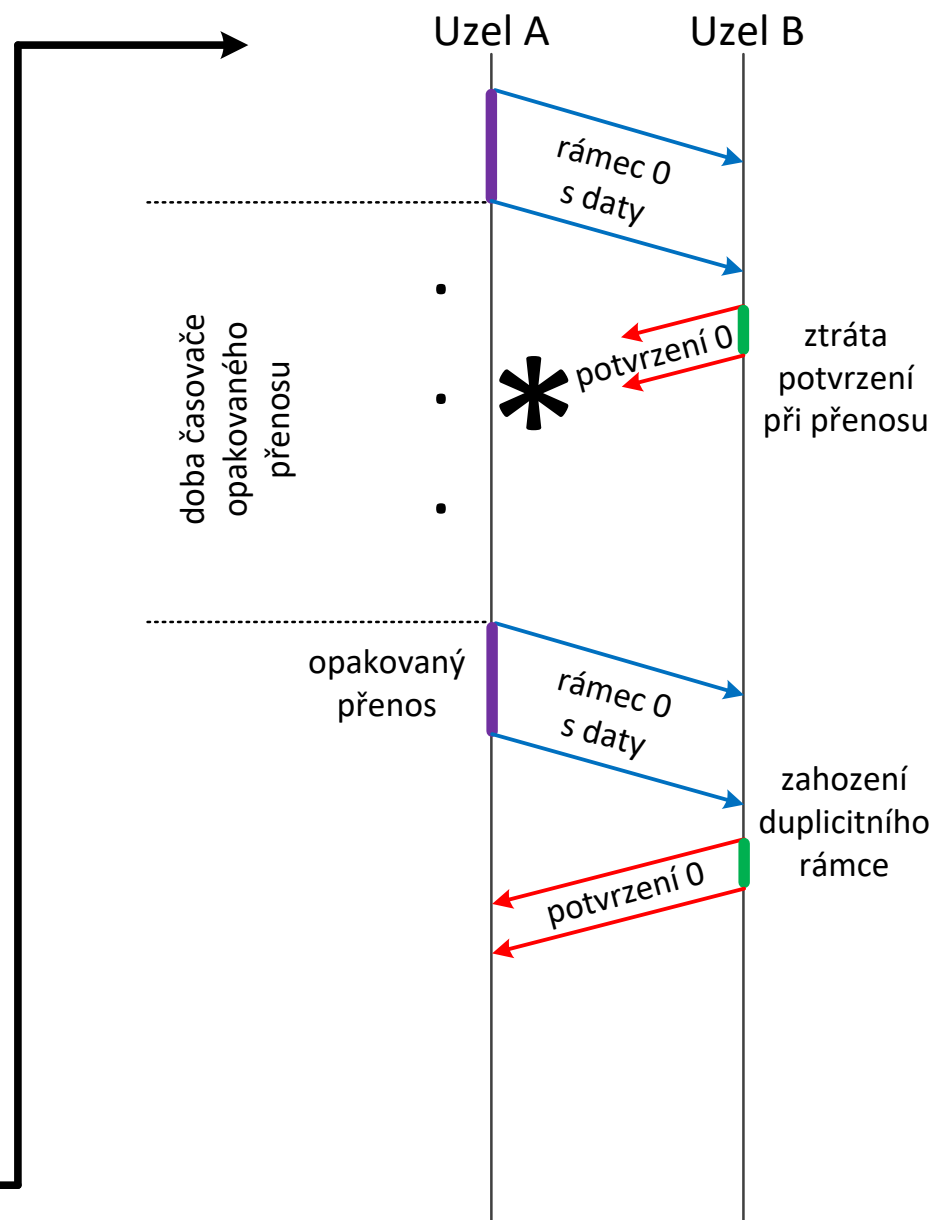 Uzel A
Uzel B
rámec 0
s daty
doba časovače
opakovaného
přenosu
potvrzení 0
ztráta
potvrzení
při přenosu
*
opakovaný
přenos
rámec 0
s daty
zahození
duplicitního
rámce
potvrzení 0